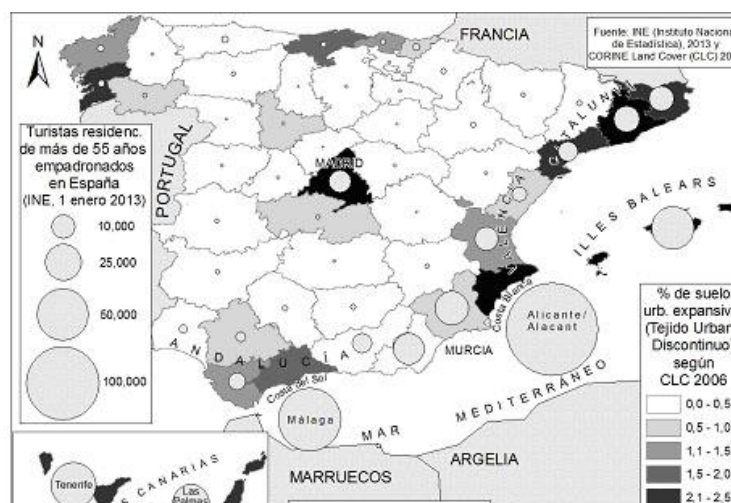 N
FRANCIA
Fuente: INE (Instituto Nacional
de Estadística), 2013 y
CORINE Land Cover (CLC) 20
Turistas residenc.
de más de 55 años
empadronados
en España
(INE, 1 enero 2013)
10,000
25,000
50,000
100,000
PORTUGAL
MADRID
CATALUNYA
VALENCIA
ILLES BALEARS
Costa Blanca
Alicante/
Alacant
MURCIA
ANDALUCÍA
Costa del Sol
Málaga
MAR MEDITERRÁNEO
MARRUECOS
ARGELIA
% de suelo
urb. expansiv
(Tejido Urban
Discontinuo
según
CLC 2006
0,0 - 0,5
0,5 - 1,0
1,1 - 1,5
1,5 - 2,0
2,1 - 2,5
S CANARIAS
Tenerife
Las
Palmas